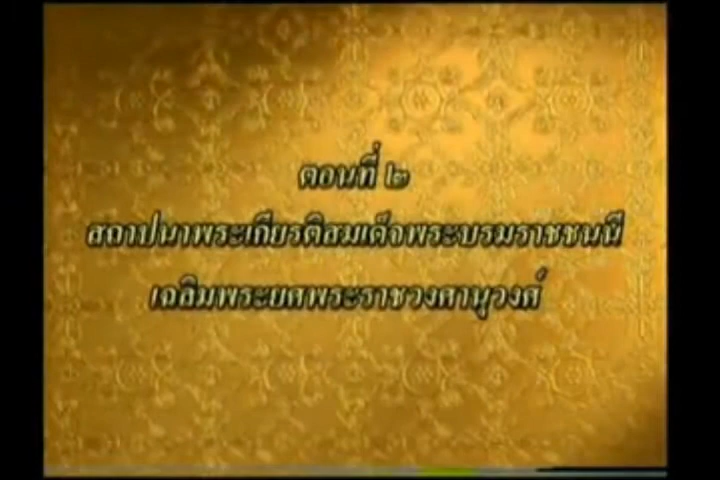 ตอนที่ ๒
สถาปนาพระเกียรติสมเด็จพระบรมราชชนนี
เฉลิมพระยศพระราชวงศานุวงศ์